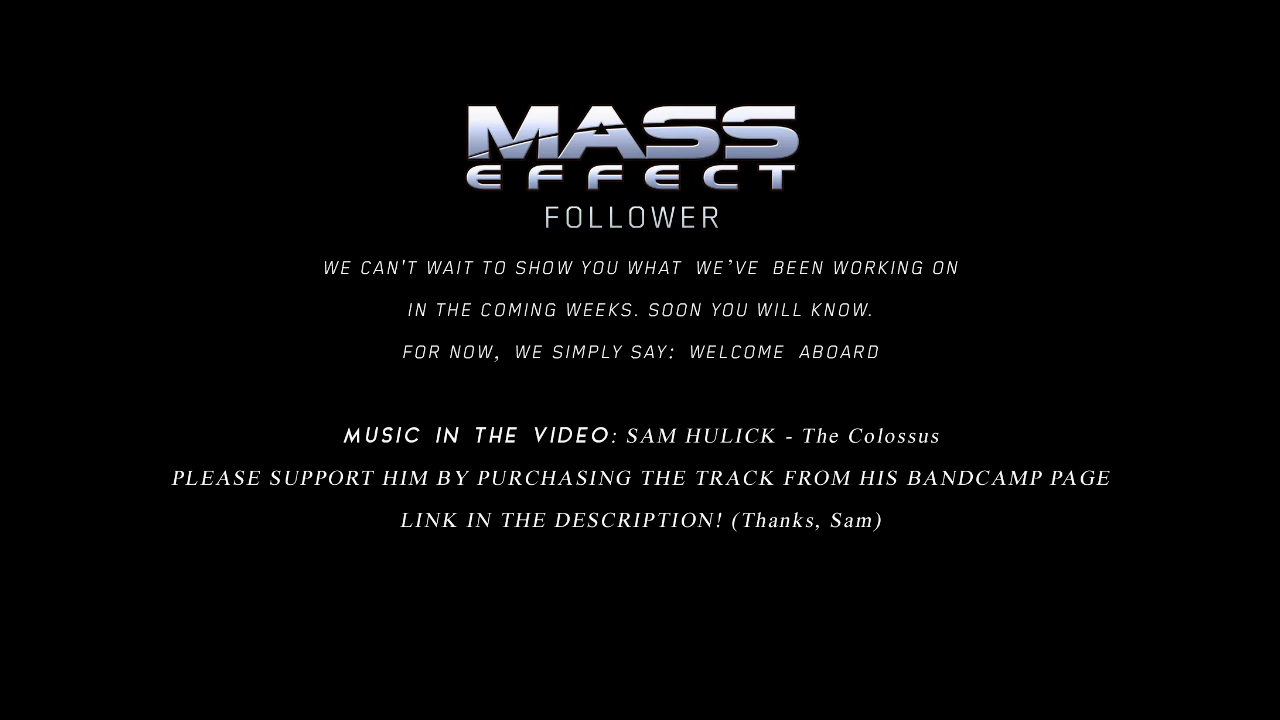 MASS
EFFECT
FOLLOWER
WE CAN'T WAIT TO SHOW YOU WHAT WE'VE BEEN WORKING ON
IN THE COMING WEEKS. SOON YOU WILL KNOW.
FOR NOW, WE SIMPLY SAY: WELCOME ABOARD
MUSIC IN THE VIDEO: SAM HULICK - The Colossus
PLEASE SUPPORT HIM BY PURCHASING THE TRACK FROM HIS BANDCAMP PAGE
LINK IN THE DESCRIPTION! (Thanks, Sam)